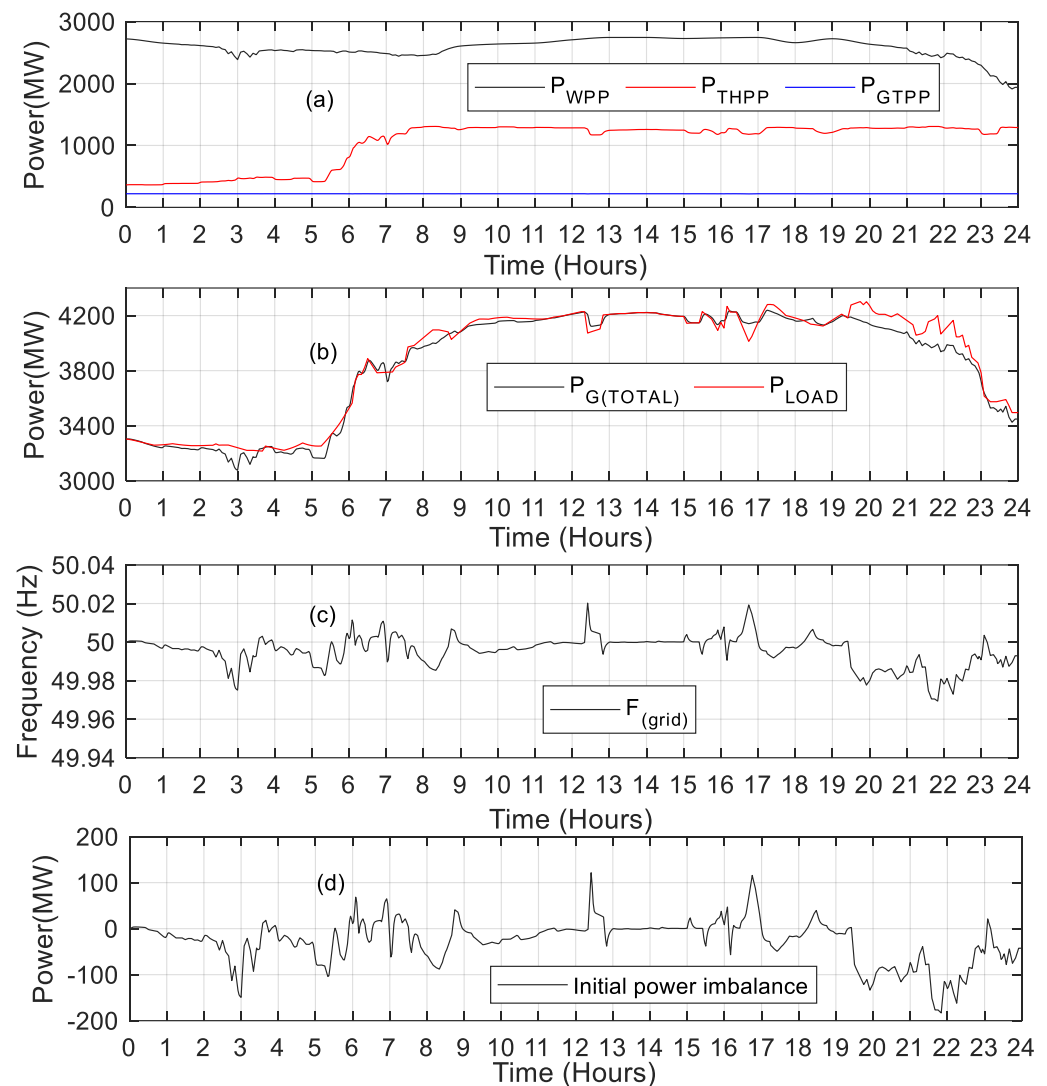 3000
2000
1000
0
Power(MW)
(a)
P_WPP P_THPP P_GTPP
0 1 2 3 4 5 6 7 8 9 10 11 12 13 14 15 16 17 18 19 20 21 22 23 24
Time (Hours)
4200
3800
3400
3000
Power(MW)
(b)
P_G(TOTAL) P_LOAD
0 1 2 3 4 5 6 7 8 9 10 11 12 13 14 15 16 17 18 19 20 21 22 23 24
Time (Hours)
50.04
50.02
50
49.98
49.96
49.94
Frequency (Hz)
(c)
F_(grid)
0 1 2 3 4 5 6 7 8 9 10 11 12 13 14 15 16 17 18 19 20 21 22 23 24
Time (Hours)
200
100
0
-100
-200
Power(MW)
(d)
Initial power imbalance
0 1 2 3 4 5 6 7 8 9 10 11 12 13 14 15 16 17 18 19 20 21 22 23 24
Time (Hours)